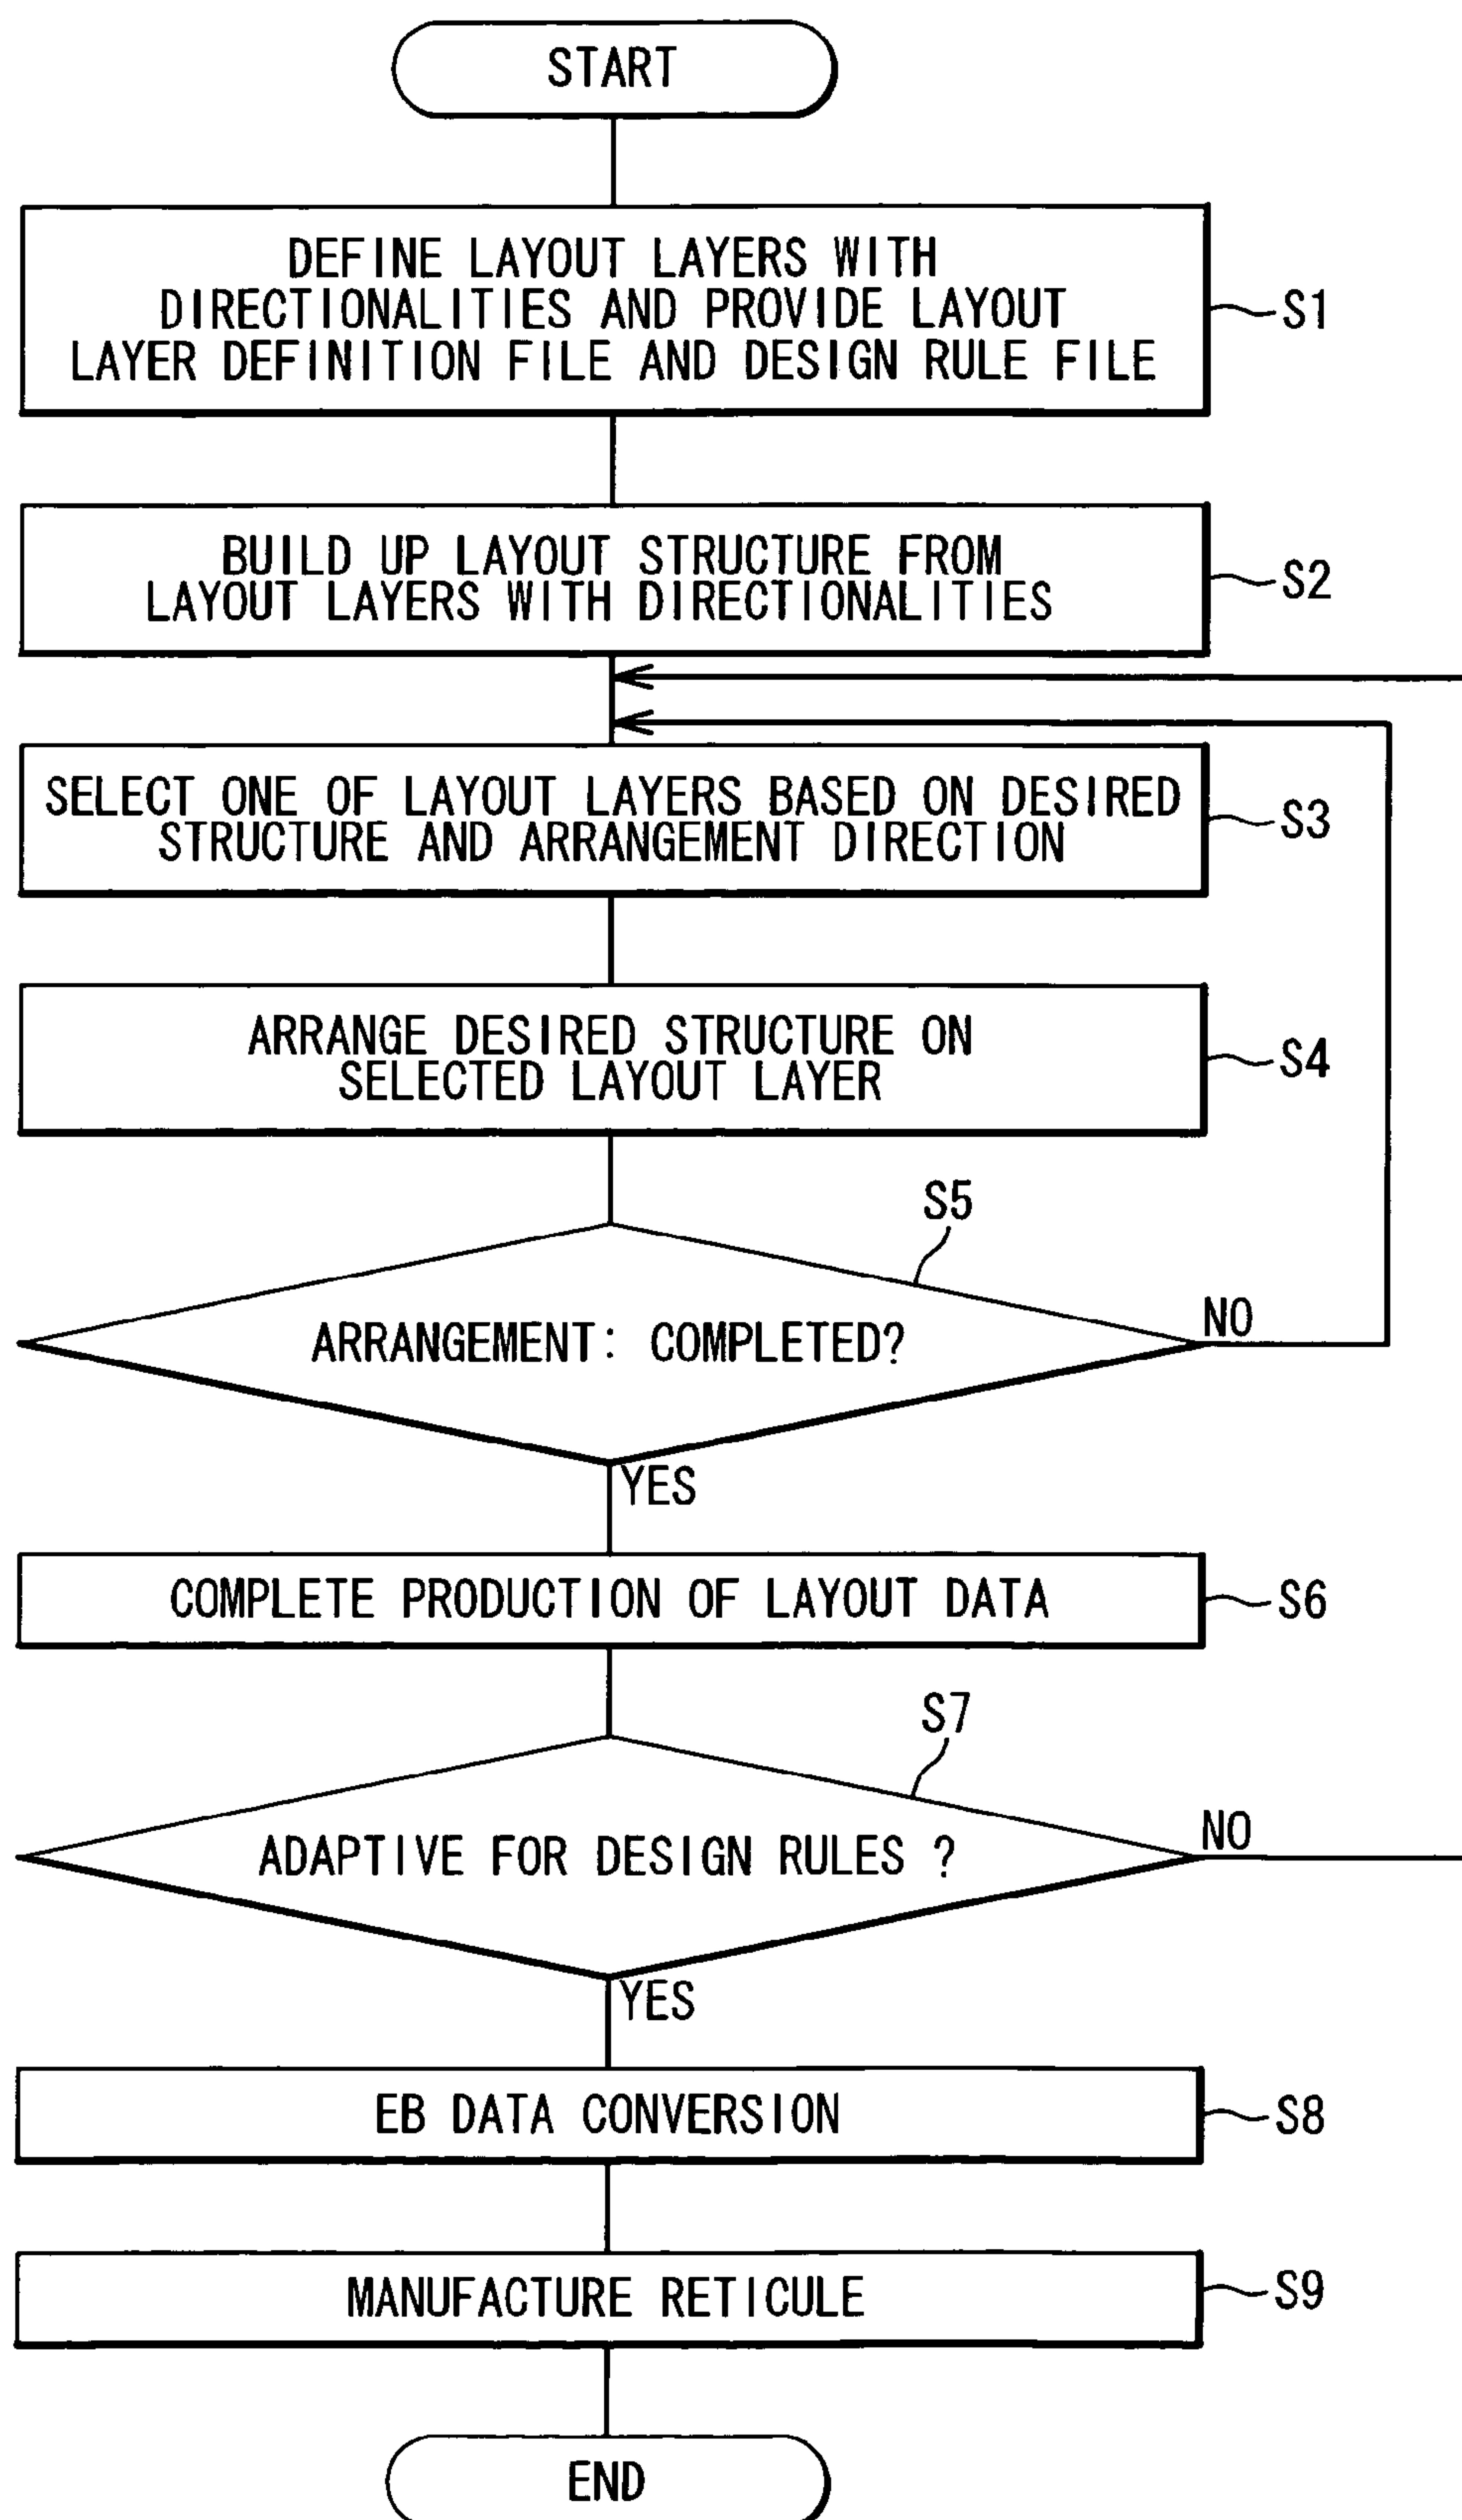 START
DEFINE LAYOUT LAYERS WITH
DIRECTIONALITIES AND PROVIDE LAYOUT
LAYER DEFINITION FILE AND DESIGN RULE FILE
S1
BUILD UP LAYOUT STRUCTURE FROM
LAYOUT LAYERS WITH DIRECTIONALITIES
S2
SELECT ONE OF LAYOUT LAYERS BASED ON DESIRED
STRUCTURE AND ARRANGEMENT DIRECTION
S3
ARRANGE DESIRED STRUCTURE ON
SELECTED LAYOUT LAYER
S4
S5
ARRANGEMENT: COMPLETED?
NO
YES
COMPLETE PRODUCTION OF LAYOUT DATA
S6
S7
ADAPTIVE FOR DESIGN RULES ?
NO
YES
EB DATA CONVERSION
S8
MANUFACTURE RETICULE
S9
END